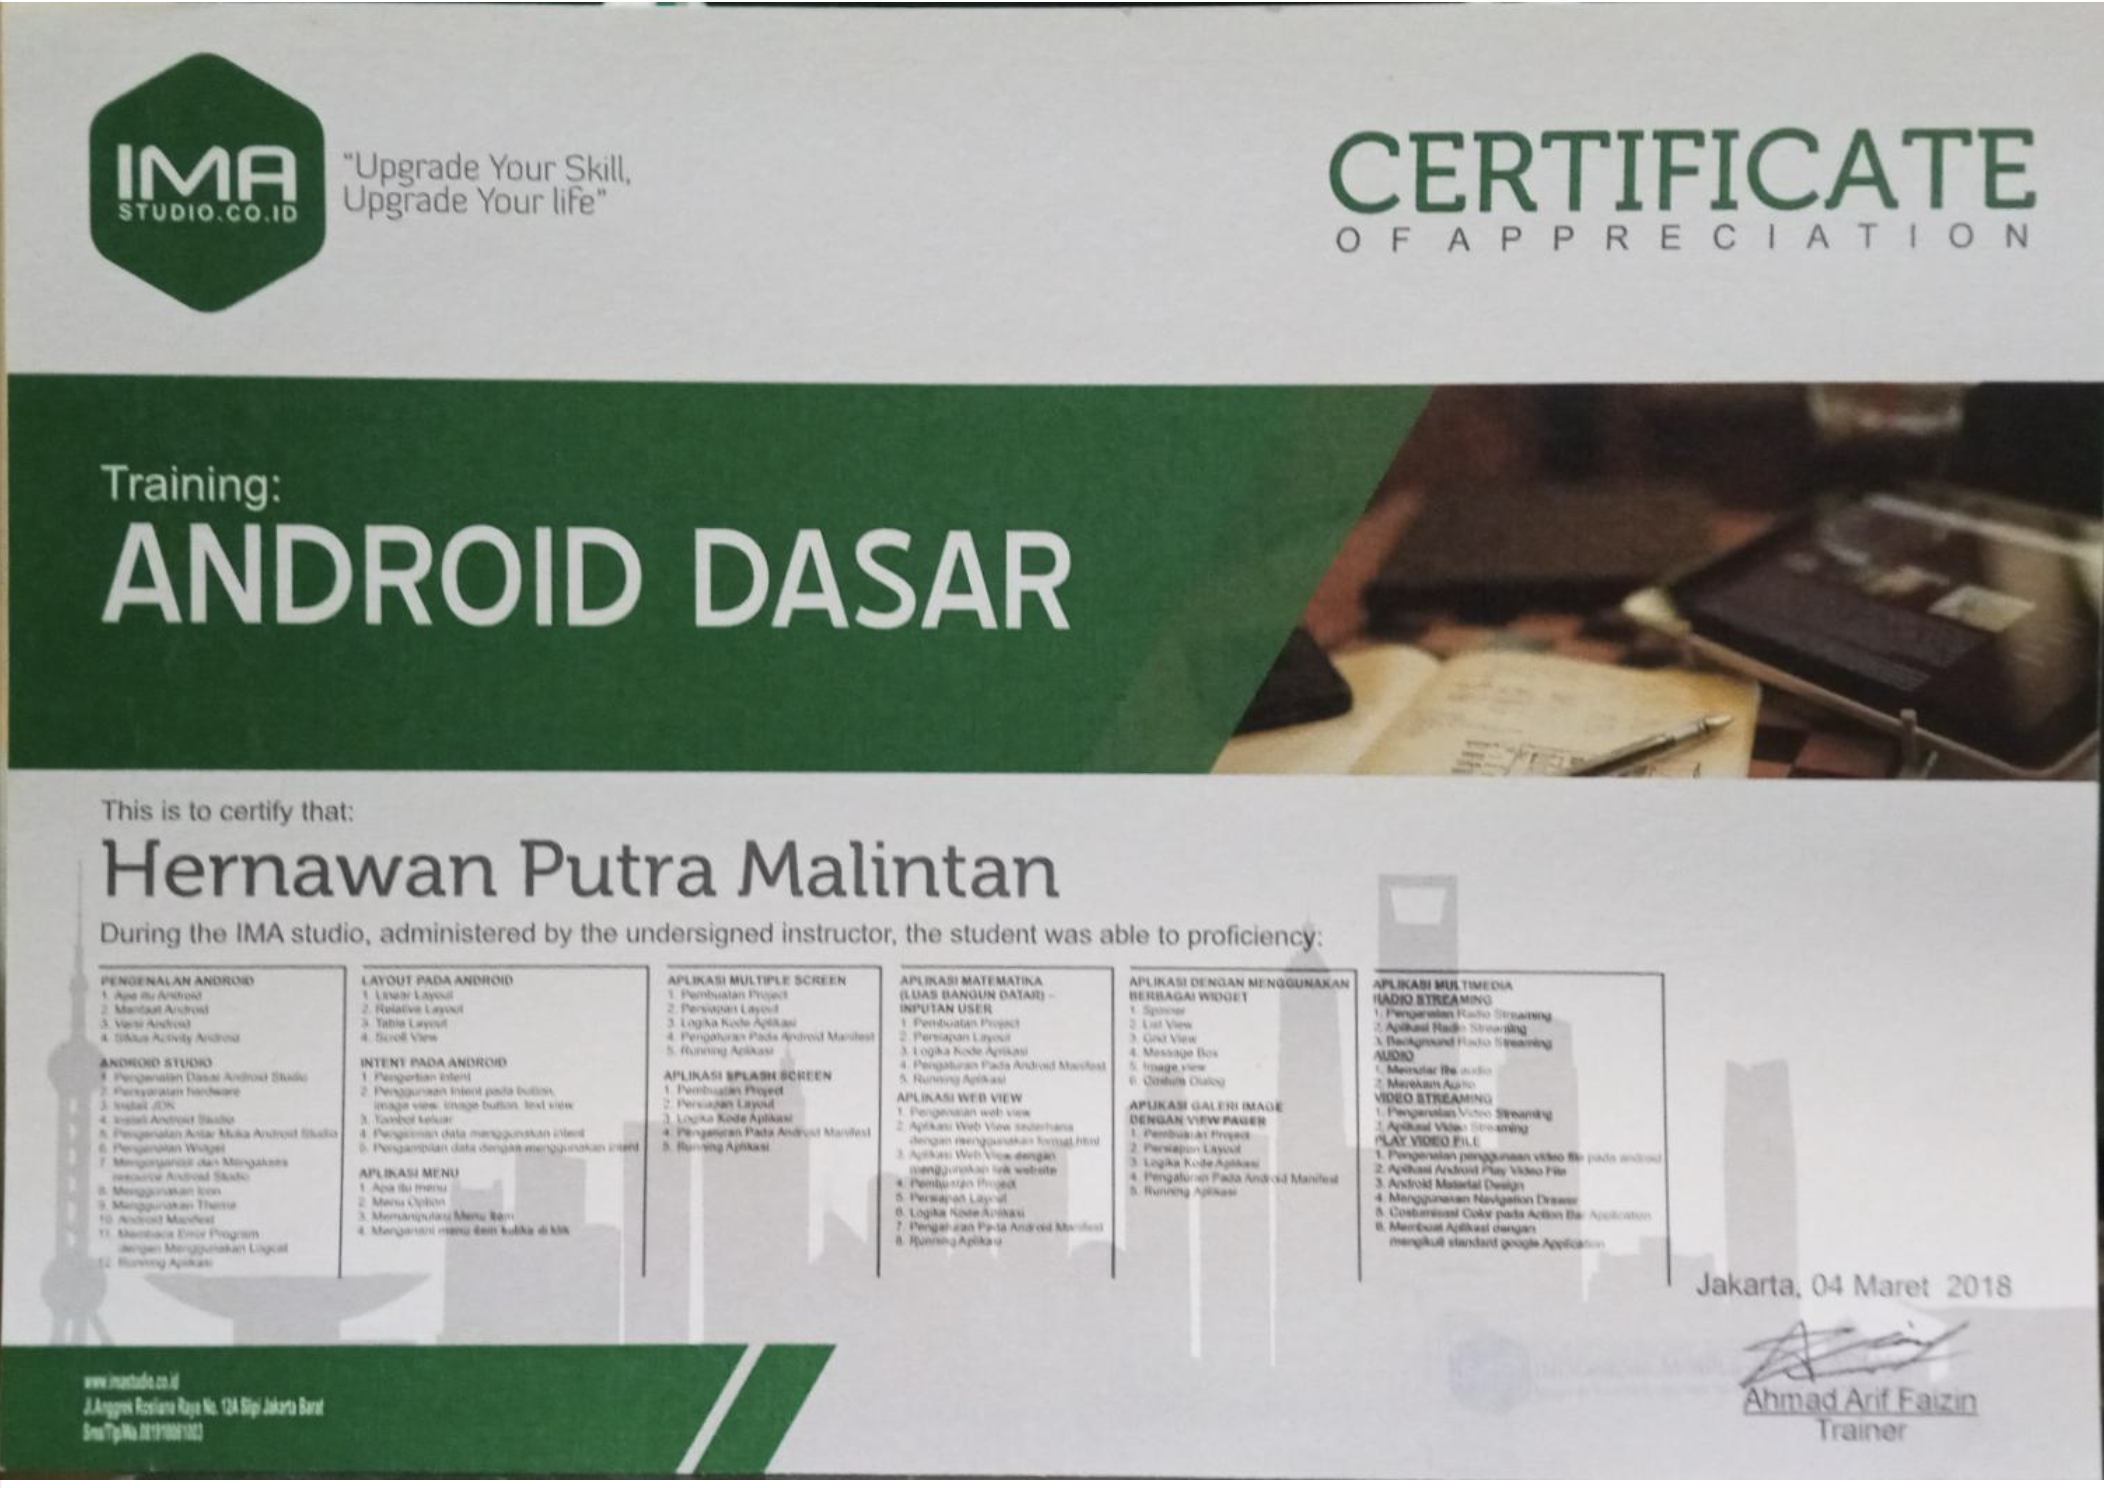 IMA
STUDIO.CO.ID
"Upgrade Your Skill,
Upgrade Your life"
CERTIFICATE
OF APPRECIATION
Training:
ANDROID DASAR
This is to certify that:
Hernawan Putra Malintan
During the IMA studio, administered by the undersigned instructor, the student was able to proficiency:
PENGENALAN ANDROID
1. Apa itu Android
2. Manfaat Android
3. Versi Android
4. Siklus Activity Android
ANDROID STUDIO
1. Pengenalan Dasar Android Studio
2. Persyaratan hardware
3. Install JDK
4. Install Android Studio
5. Pengenalan Antar Muka Android Studio
6. Pengenalan Widget
7. Mengorganisir dan Mengakses
resource Android Studio
8. Menggunakan Icon
9. Menggunakan Theme
10. Android Manifest
11. Membaca Error Program
dengan Menggunakan Logcat
12. Running Aplikasi
LAYOUT PADA ANDROID
1. Linear Layout
2. Relative Layout
3. Table Layout
4. Scroll View
INTENT PADA ANDROID
1. Pengertian Intent
2. Penggunaan Intent pada button,
image view, image button, text view
3. Tombol keluar
4. Pengiriman data menggunakan intent
5. Pengambilan data dengan menggunakan intent
APLIKASI MENU
1. Apa itu menu
2. Menu Option
3. Memanipulasi Menu Item
4. Menganani menu item ketika di klik
APLIKASI MULTIPLE SCREEN
1. Pembuatan Project
2. Persiapan Layout
3. Logika Kode Aplikasi
4. Pengaturan Pada Android Manifest
5. Running Aplikasi
APLIKASI SPLASH SCREEN
1. Pembuatan Project
2. Persiapan Layout
3. Logika Kode Aplikasi
4. Pengaturan Pada Android Manifest
5. Running Aplikasi
APLIKASI MATEMATIKA
(LUAS BANGUN DATAR) -
INPUTAN USER
1. Pembuatan Project
2. Persiapan Layout
3. Logika Kode Aplikasi
4. Pengaturan Pada Android Manifest
5. Running Aplikasi
APLIKASI WEB VIEW
1. Pengenalan web view
2. Aplikasi Web View sederhana
dengan menggunakan format html
3. Aplikasi Web View dengan
menggunakan link website
4. Pembuatan Project
5. Persiapan Layout
6. Logika Kode Aplikasi
7. Pengaturan Pada Android Manifest
8. Running Aplikasi
APLIKASI DENGAN MENGGUNAKAN
BERBAGAI WIDGET
1. Spinner
2. List View
3. Grid View
4. Message Box
5. Image view
6. Costum Dialog
APLIKASI GALERI IMAGE
DENGAN VIEW PAGER
1. Pembuatan Project
2. Persiapan Layout
3. Logika Kode Aplikasi
4. Pengaturan Pada Android Manifest
5. Running Aplikasi
APLIKASI MULTIMEDIA
RADIO STREAMING
1. Pengenalan Radio Streaming
2. Aplikasi Radio Streaming
3. Background Radio Streaming
AUDIO
1. Memutar file audio
2. Merekam Audio
VIDEO STREAMING
1. Pengenalan Video Streaming
2. Aplikasi Video Streaming
PLAY VIDEO FILE
1. Pengenalan penggunaan video file pada android
2. Aplikasi Android Play Video File
3. Android Material Design
4. Menggunakan Navigation Drawer
5. Costumisasi Color pada Action Bar Application
6. Membuat Aplikasi dengan
mengikuti standard google Application
Jakarta, 04 Maret 2018
Ahmad Arif Faizin
Trainer
www.imastudio.co.id
Jl.Anggrek Rosliana Raya No. 12A Slipi Jakarta Barat
Sms/Tlp/Wa